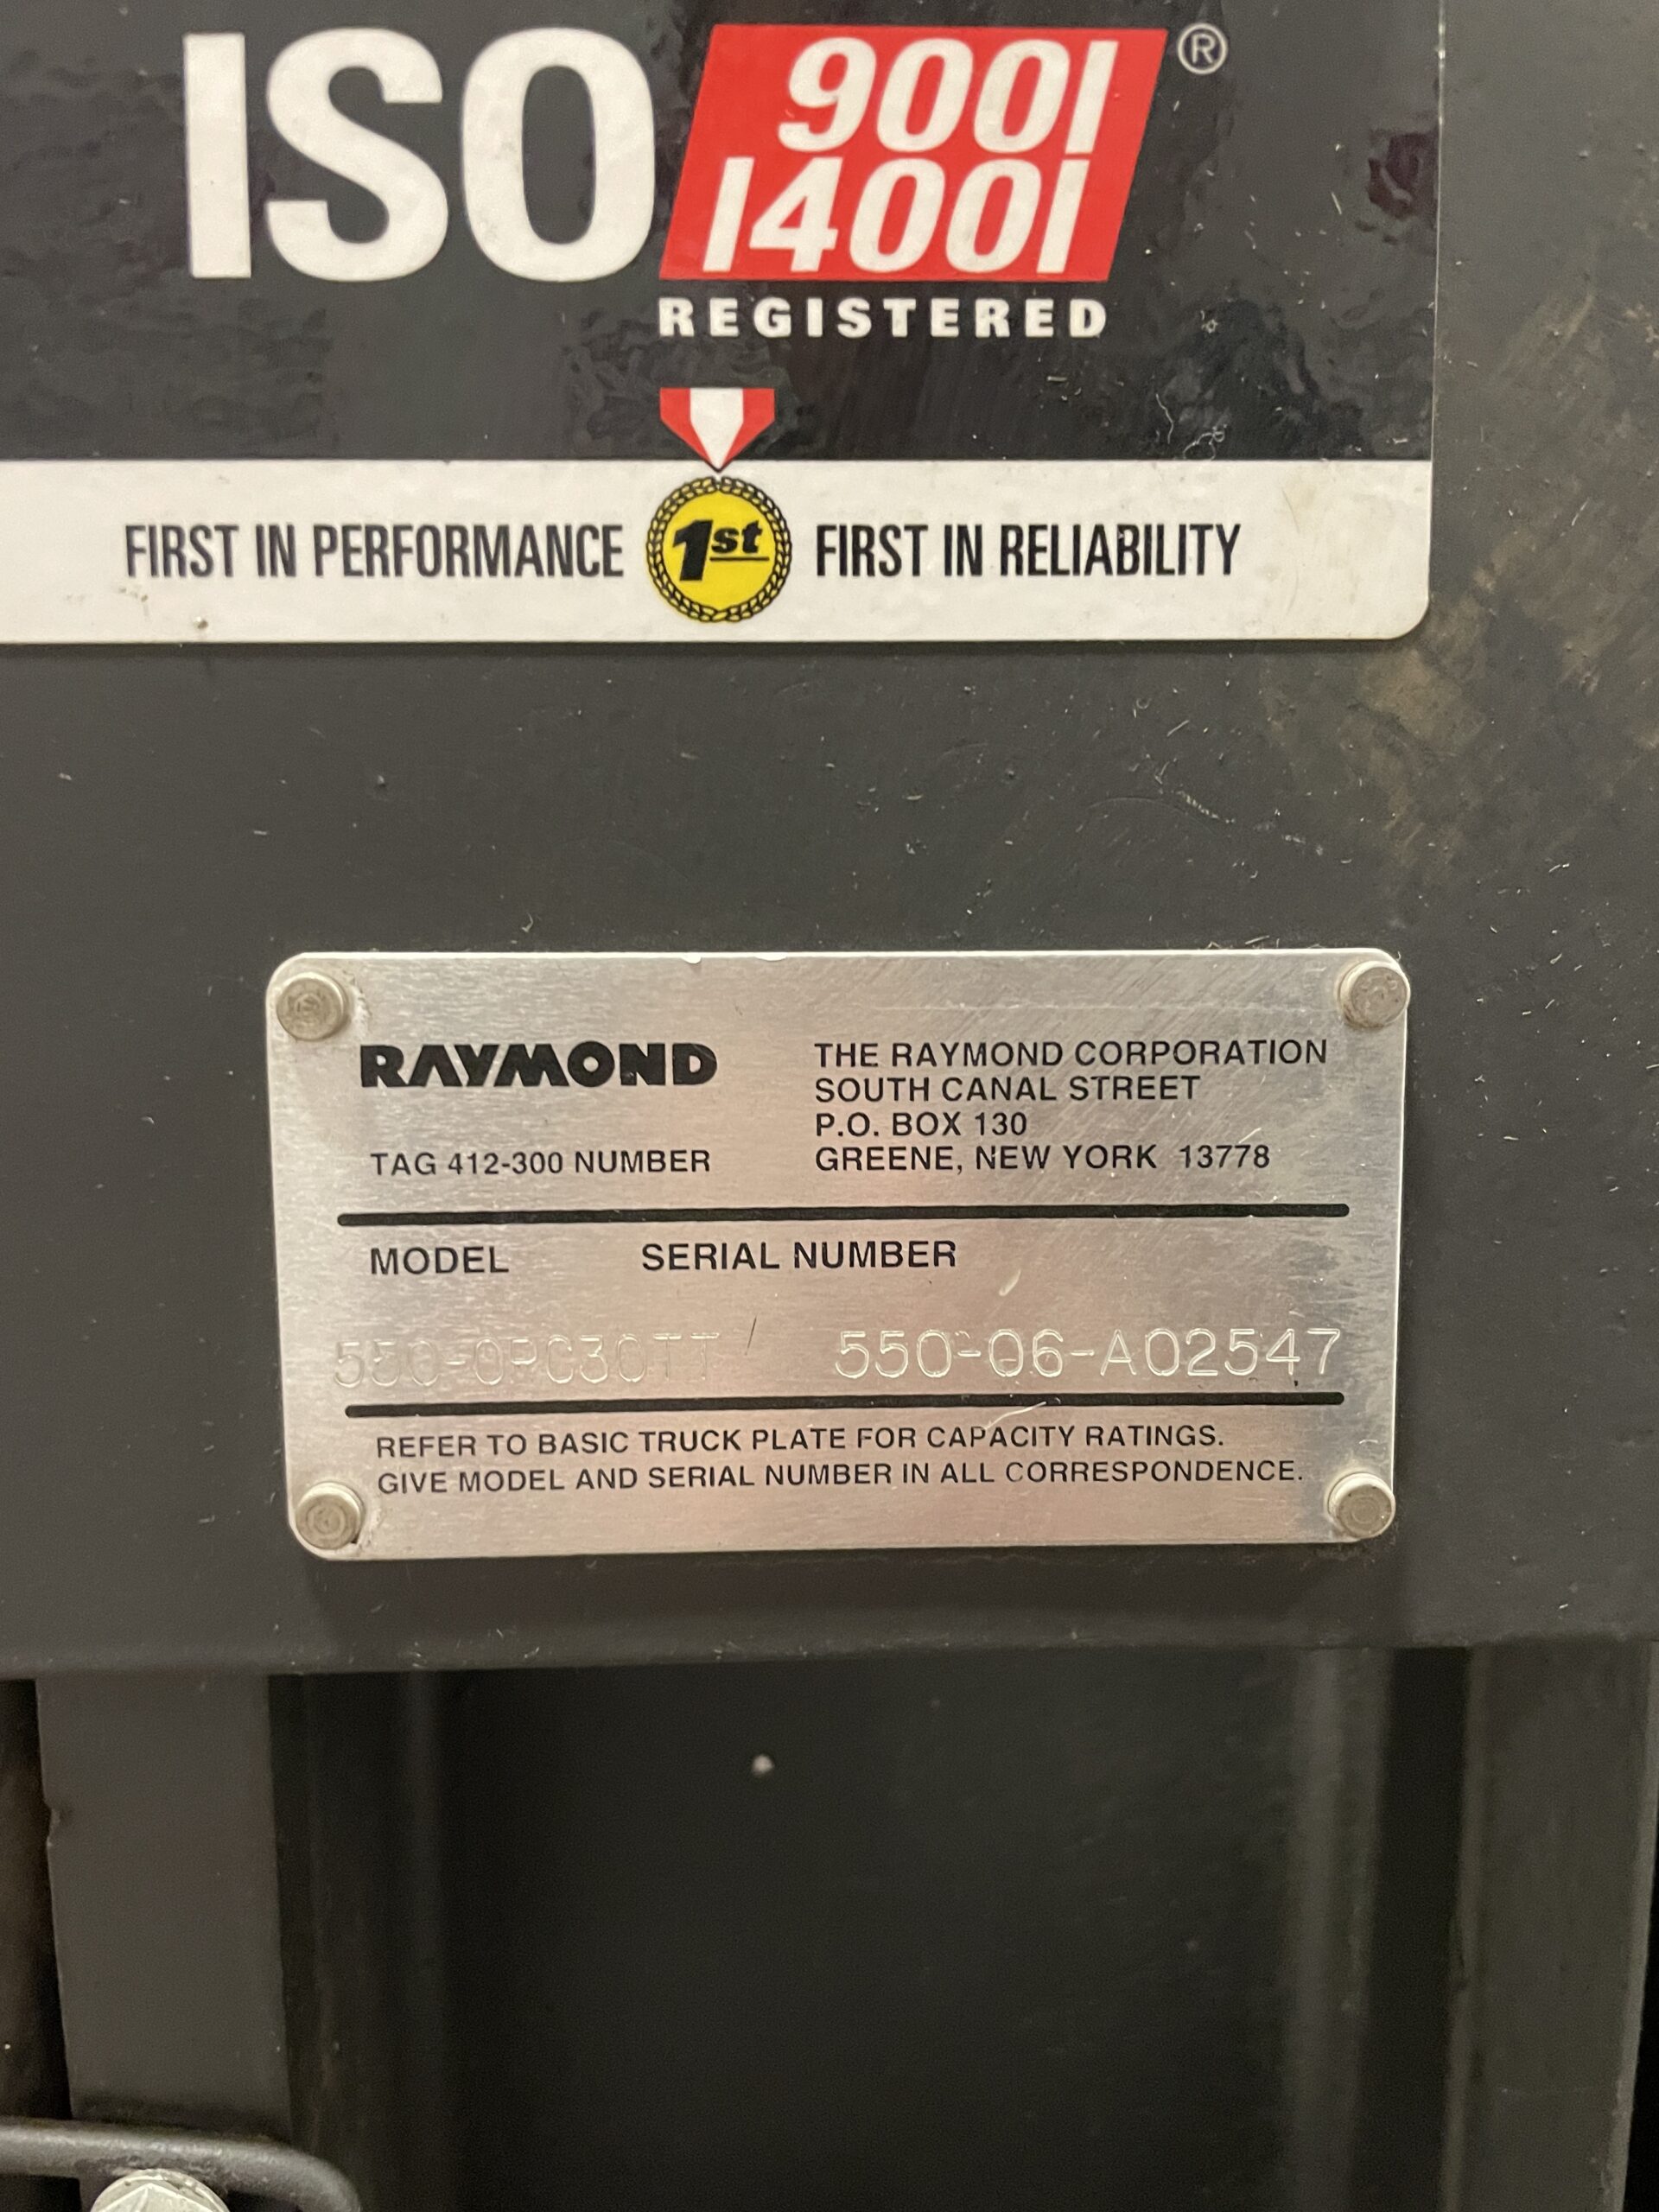 ISO 9001 ®
14001
REGISTERED
FIRST IN PERFORMANCE 1st FIRST IN RELIABILITY
RAYMOND
TAG 412-300 NUMBER
THE RAYMOND CORPORATION
SOUTH CANAL STREET
P.O. BOX 130
GREENE, NEW YORK 13778
MODEL SERIAL NUMBER
550-OPC30TT 550-06-A02547
REFER TO BASIC TRUCK PLATE FOR CAPACITY RATINGS.
GIVE MODEL AND SERIAL NUMBER IN ALL CORRESPONDENCE.